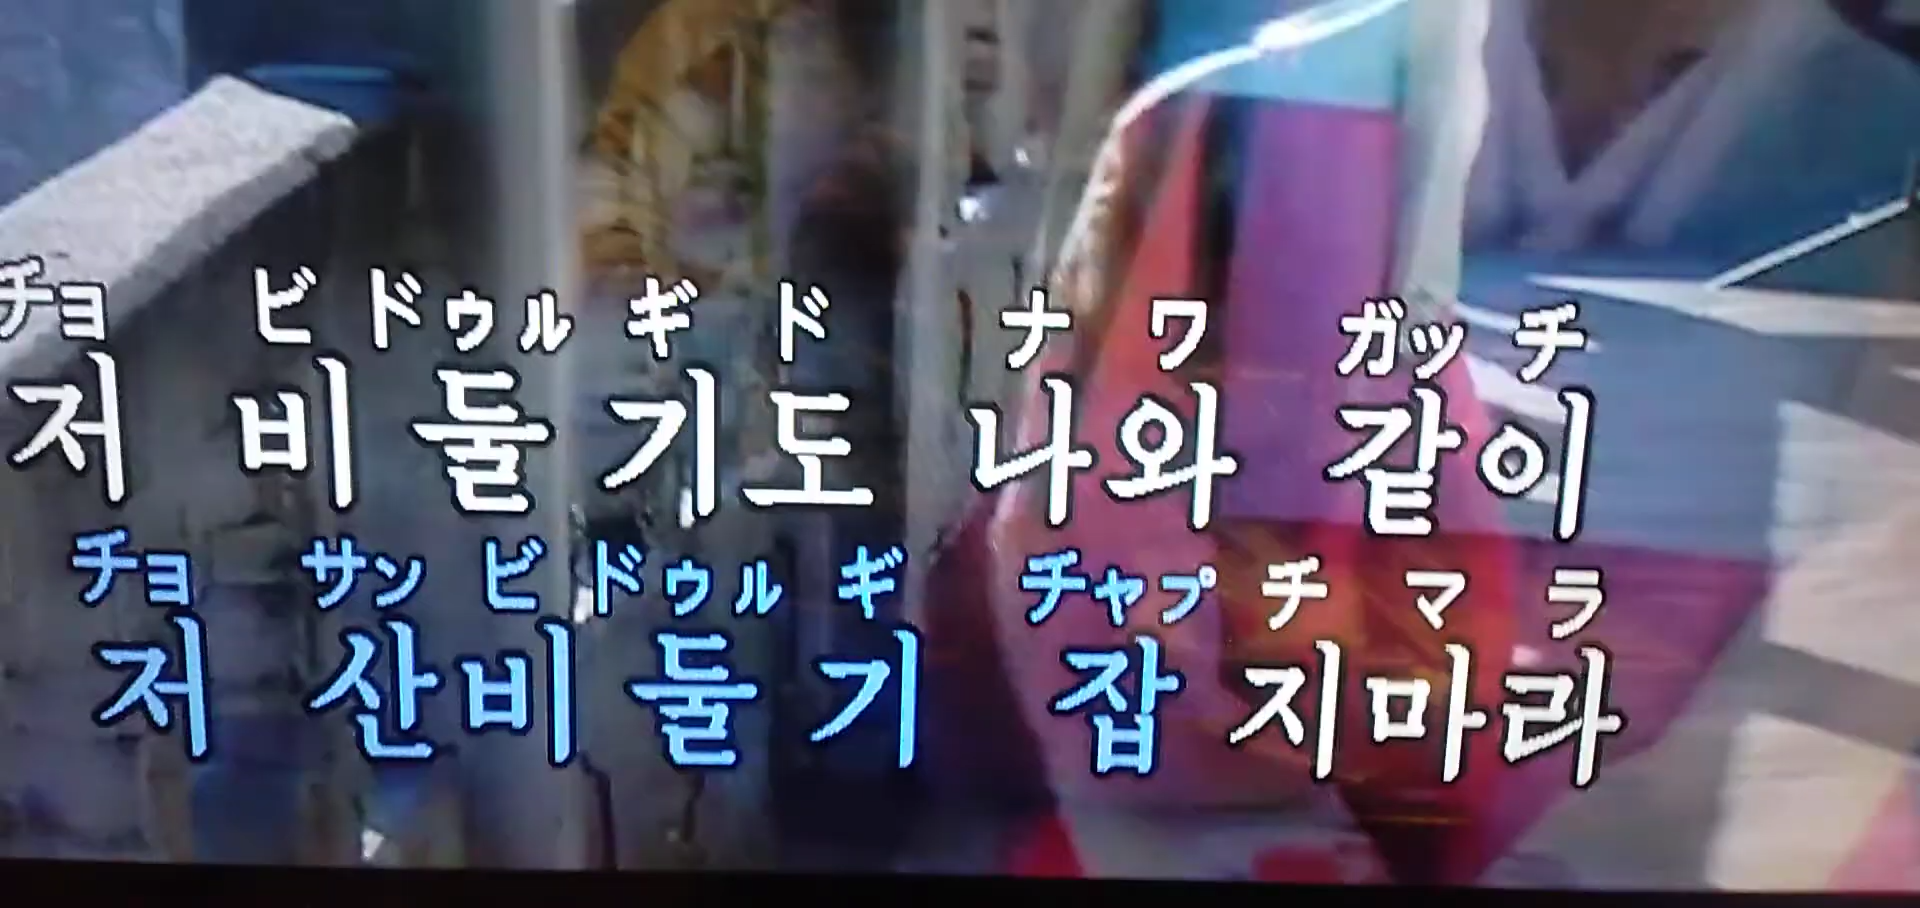 チョ ビドゥルギド ナワ ガッチ
저 비둘기도 나와 같이
チョ サンビドゥルギ チャプチマラ
저 산비둘기 잡지마라